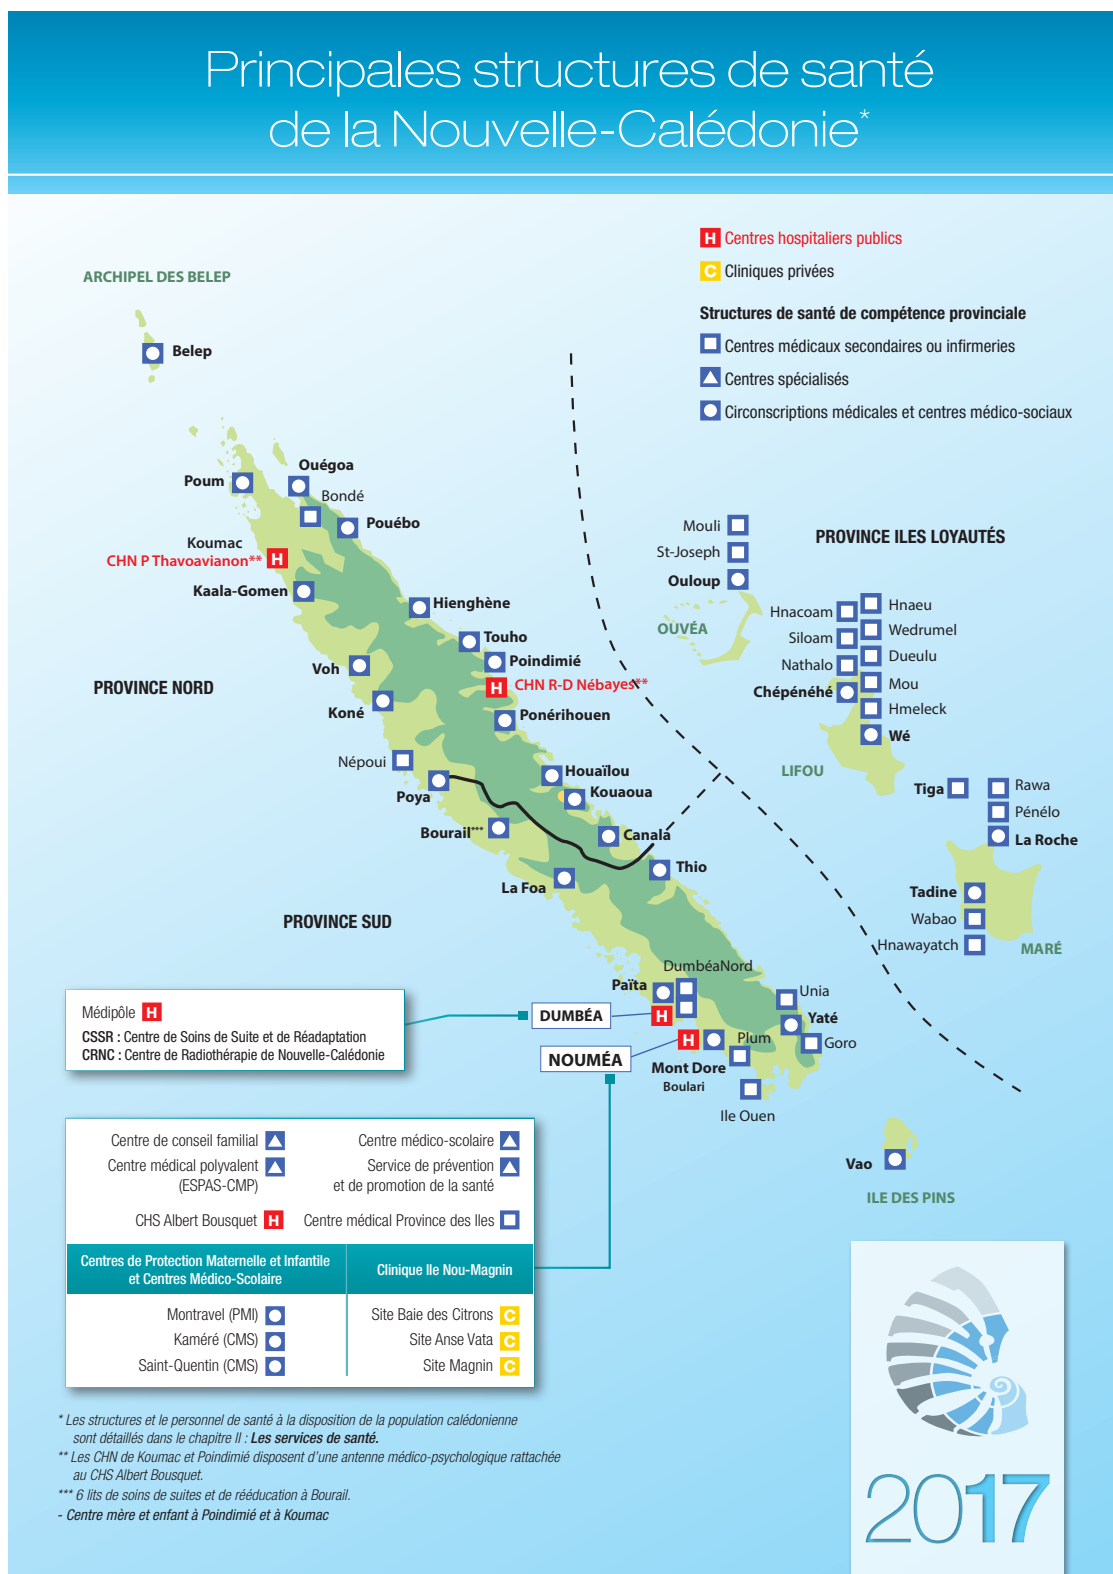 Principales structures de santé
de la Nouvelle-Calédonie*
H Centres hospitaliers publics
C Cliniques privées
Structures de santé de compétence provinciale
Centres médicaux secondaires ou infirmeries
Centres spécialisés
Circonscriptions médicales et centres médico-sociaux
ARCHIPEL DES BELEP
Belep
Poum
Ouégoa
Bondé
Pouébo
Koumac
CHN P Thavoavianon** H
Kaala-Gomen
Hienghène
Touho
Poindimié
H CHN R-D Nébayes**
Voh
PROVINCE NORD
Koné
Ponérihouen
Népoui
Houaïlou
Poya
Kouaoua
Bourail***
Canala
La Foa
Thio
PROVINCE SUD
Mouli
St-Joseph
Ouloup
OUVÉA
PROVINCE ILES LOYAUTÉS
Hnacoam
Hnaeu
Siloam
Wedrumel
Nathalo
Dueulu
Chépénéhé
Mou
Hmeleck
Wé
LIFOU
Tiga
Rawa
Pénélo
La Roche
Tadine
Wabao
Hnawayatch
MARÉ
DumbéaNord
Païta
H
DUMBÉA
Unia
Yaté
Goro
H
NOUMÉA
Plum
Mont Dore
Boulari
Ile Ouen
Vao
ILE DES PINS
Médipôle H
CSSR : Centre de Soins de Suite et de Réadaptation
CRNC : Centre de Radiothérapie de Nouvelle-Calédonie
Centre de conseil familial
Centre médico-scolaire
Centre médical polyvalent
(ESPAS-CMP)
Service de prévention
et de promotion de la santé
CHS Albert Bousquet H
Centre médical Province des Iles
Centres de Protection Maternelle et Infantile
et Centres Médico-Scolaire
Clinique Ile Nou-Magnin
Montravel (PMI)
Kaméré (CMS)
Saint-Quentin (CMS)
Site Baie des Citrons C
Site Anse Vata C
Site Magnin C
* Les structures et le personnel de santé à la disposition de la population calédonienne
sont détaillés dans le chapitre II : Les services de santé.
** Les CHN de Koumac et Poindimié disposent d'une antenne médico-psychologique rattachée
au CHS Albert Bousquet.
*** 6 lits de soins de suites et de rééducation à Bourail.
- Centre mère et enfant à Poindimié et à Koumac
2017